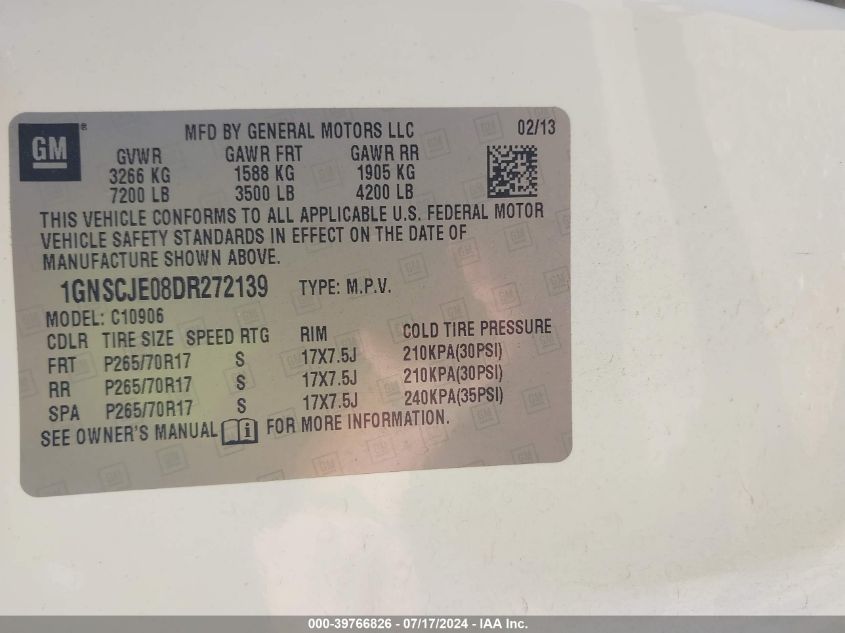 GM ® MFD BY GENERAL MOTORS LLC 02/13
GVWR GAWR FRT GAWR RR
3266 KG 1588 KG 1905 KG
7200 LB 3500 LB 4200 LB
THIS VEHICLE CONFORMS TO ALL APPLICABLE U.S. FEDERAL MOTOR
VEHICLE SAFETY STANDARDS IN EFFECT ON THE DATE OF
MANUFACTURE SHOWN ABOVE.
1GNSCJE08DR272139 TYPE: M.P.V.
MODEL: C10906
CDLR TIRE SIZE SPEED RTG RIM COLD TIRE PRESSURE
FRT P265/70R17 S 17X7.5J 210KPA(30PSI)
RR P265/70R17 S 17X7.5J 210KPA(30PSI)
SPA P265/70R17 S 17X7.5J 240KPA(35PSI)
SEE OWNER'S MANUAL i FOR MORE INFORMATION.
000-39766826 - 07/17/2024 - IAA Inc.